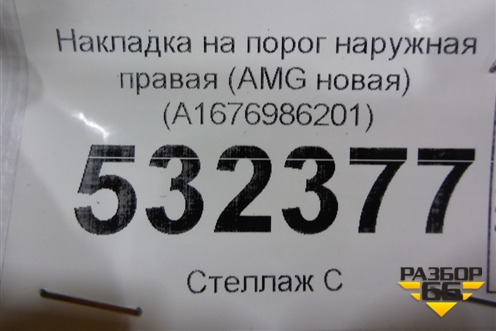 Накладка на порог наружная
правая (AMG новая)
(A1676986201)
532377
Стеллаж С
РАЗБОР
66